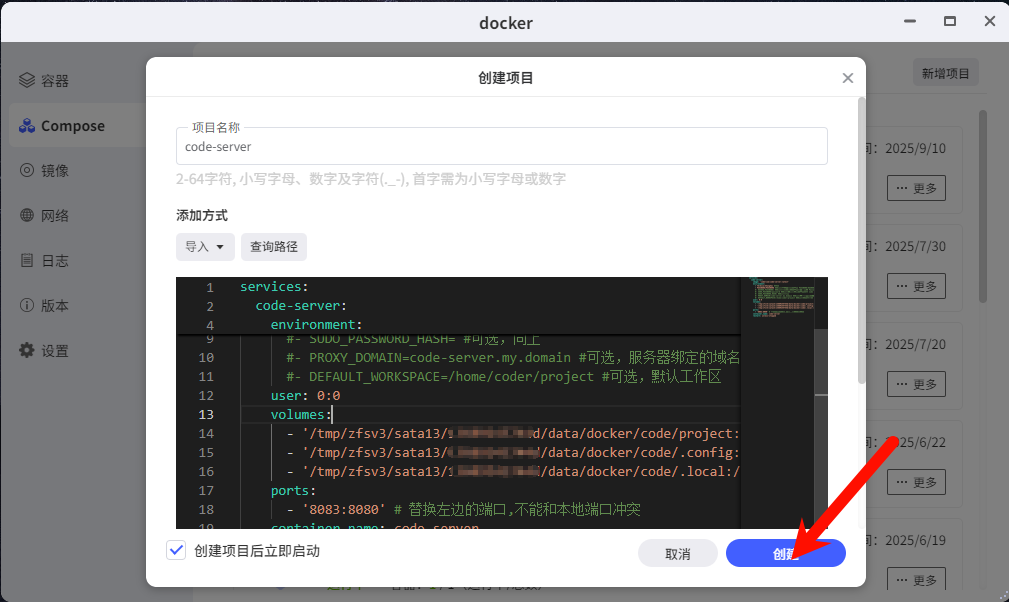 docker
容器
Compose
镜像
网络
日志
版本
设置
新增项目
创建项目
项目名称
code-server
2-64字符, 小写字母、数字及字符(._-), 首字需为小写字母或数字
添加方式
导入
查询路径
1 services:
2 code-server:
4 environment:
9 #- SUDO_PASSWORD_HASH= #可选，同上
10 #- PROXY_DOMAIN=code-server.my.domain #可选，服务器绑定的域名
11 #- DEFAULT_WORKSPACE=/home/coder/project #可选，默认工作区
12 user: 0:0
13 volumes:
14 - '/tmp/zfsv3/sata13/ d/data/docker/code/project:
15 - '/tmp/zfsv3/sata13/ /data/docker/code/.config:
16 - '/tmp/zfsv3/sata13/ /data/docker/code/.local:/
17 ports:
18 - '8083:8080' # 替换左边的端口,不能和本地端口冲突
19 container_name: code-server
创建项目后立即启动
取消
创建
间：2025/9/10
··· 更多
间：2025/7/30
··· 更多
间：2025/7/20
··· 更多
2025/6/22
··· 更多
间：2025/6/19
··· 更多